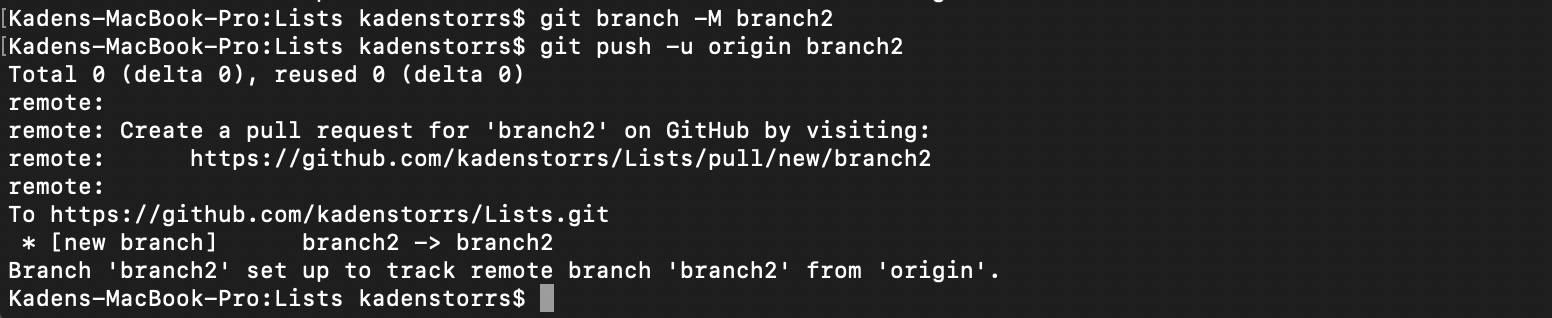 [Kadens-MacBook-Pro:Lists kadenstorrs$ git branch -M branch2
[Kadens-MacBook-Pro:Lists kadenstorrs$ git push -u origin branch2
Total 0 (delta 0), reused 0 (delta 0)
remote:
remote: Create a pull request for 'branch2' on GitHub by visiting:
remote:      https://github.com/kadenstorrs/Lists/pull/new/branch2
remote:
To https://github.com/kadenstorrs/Lists.git
 * [new branch]      branch2 -> branch2
Branch 'branch2' set up to track remote branch 'branch2' from 'origin'.
Kadens-MacBook-Pro:Lists kadenstorrs$